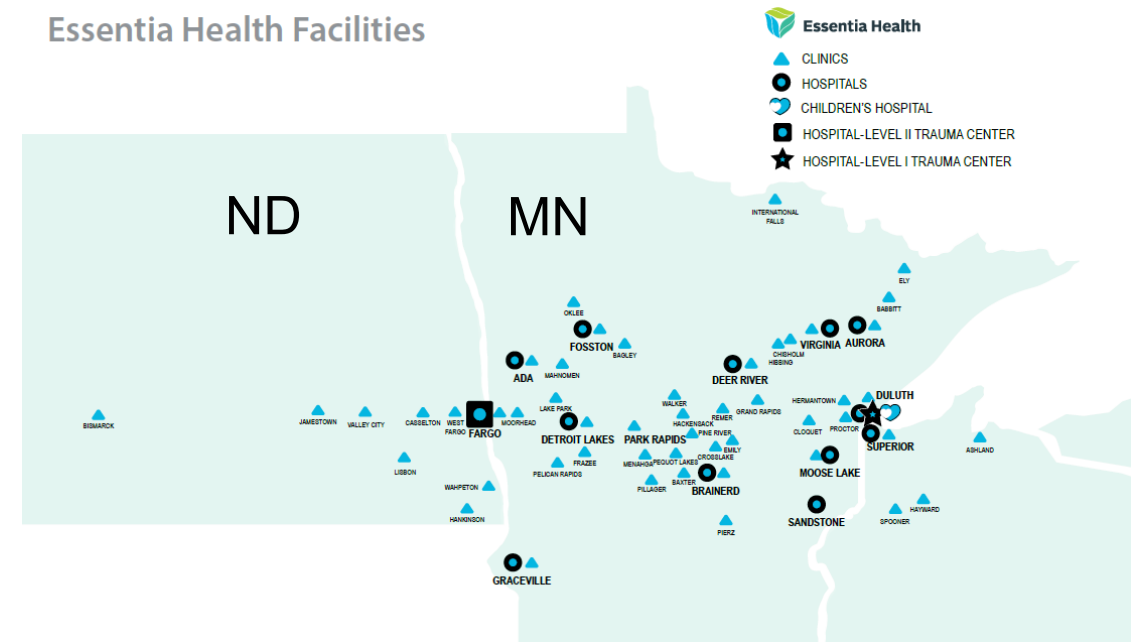 Essentia Health Facilities
Essentia Health
CLINICS
HOSPITALS
CHILDREN'S HOSPITAL
HOSPITAL-LEVEL II TRAUMA CENTER
HOSPITAL-LEVEL I TRAUMA CENTER
ND
MN
INTERNATIONAL
FALLS
ELY
BABBITT
OKLEE
FOSSTON
BAGLEY
VIRGINIA
AURORA
CHISHOLM
HIBBING
ADA
MAHNOMEN
DEER RIVER
DULUTH
HERMANTOWN
LAKE PARK
WALKER
REMER
GRAND RAPIDS
HACKENSACK
BISMARCK
JAMESTOWN
VALLEY CITY
CASSELTON
WEST
FARGO
FARGO
MOORHEAD
DETROIT LAKES
PARK RAPIDS
PINE RIVER
CLOQUET
PROCTOR
SUPERIOR
ASHLAND
EMILY
CROSSLAKE
LISBON
FRAZEE
MENAHGA
PEQUOT LAKES
PELICAN RAPIDS
MOOSE LAKE
WAHPETON
PILLAGER
BAXTER
BRAINERD
HANKINSON
PIERZ
SANDSTONE
SPOONER
HAYWARD
GRACEVILLE